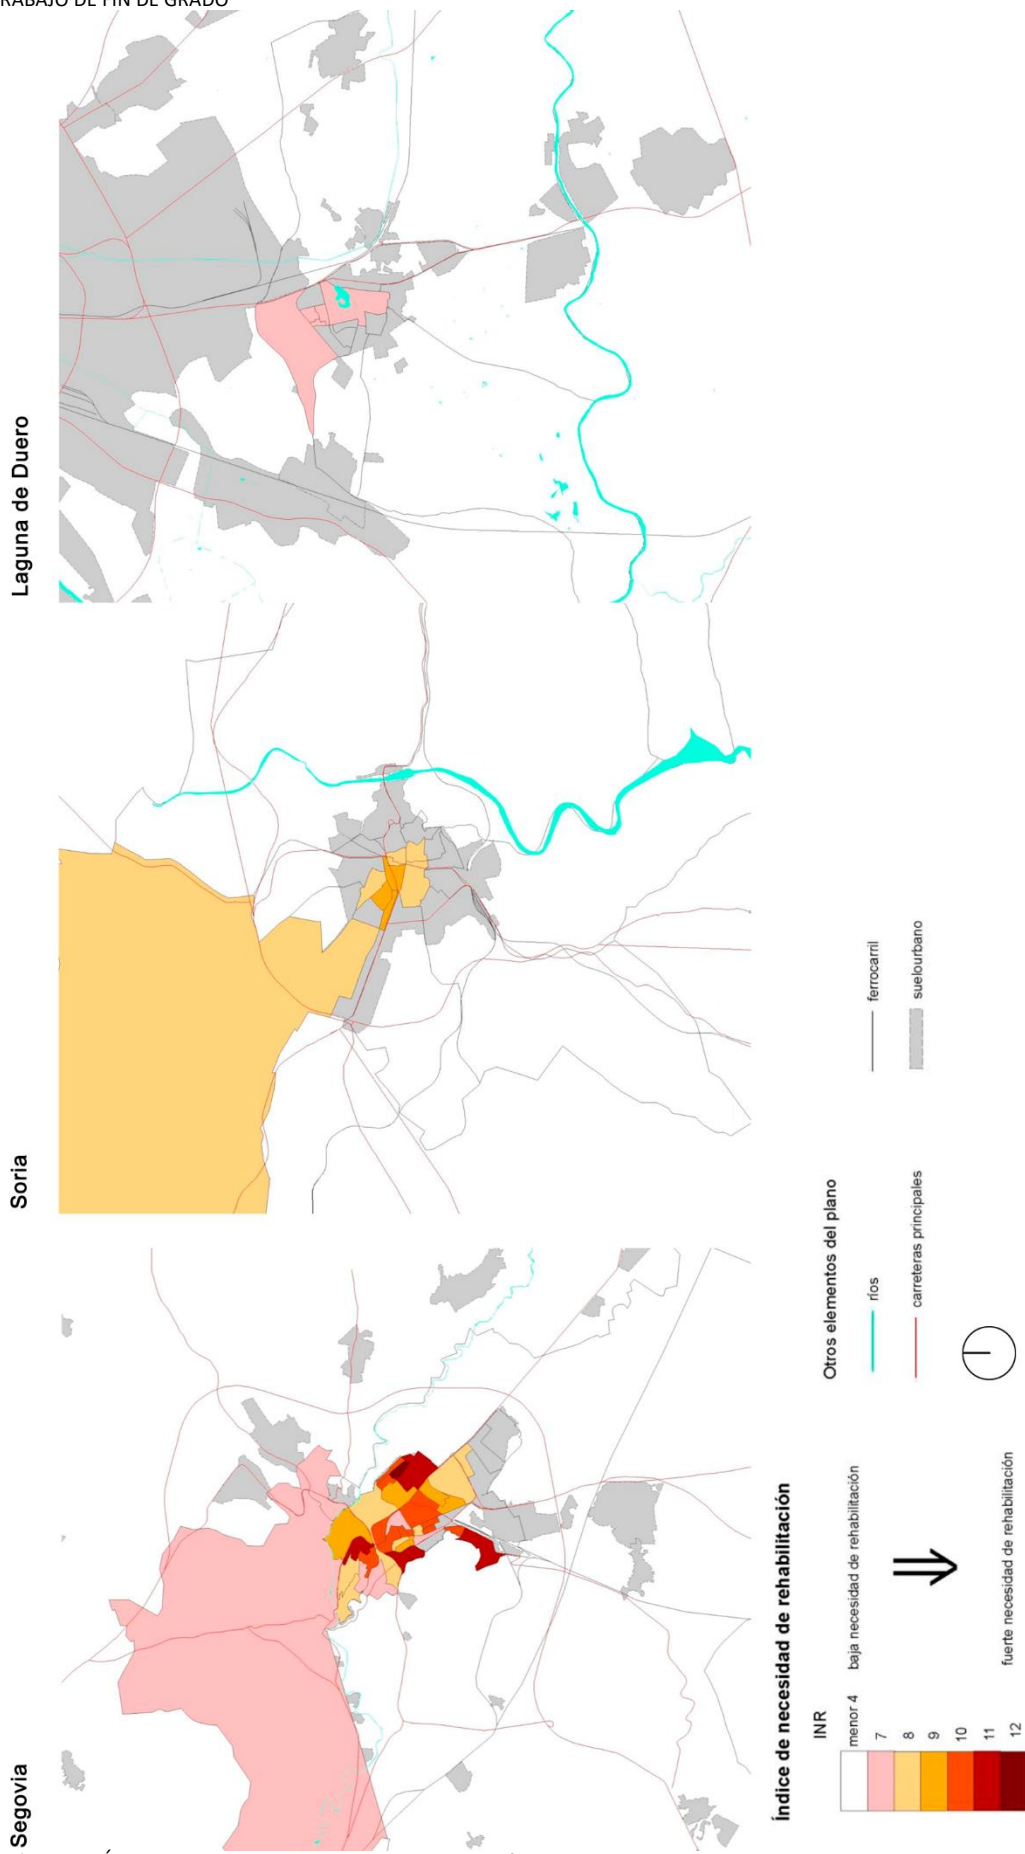 RABAJO DE FIN DE GRADO
Segovia
Soria
Laguna de Duero
Índice de necesidad de rehabilitación
INR
menor 4
7
8
9
10
11
12
baja necesidad de rehabilitación
fuerte necesidad de rehabilitación
Otros elementos del plano
ríos
carreteras principales
ferrocarril
suelourbano